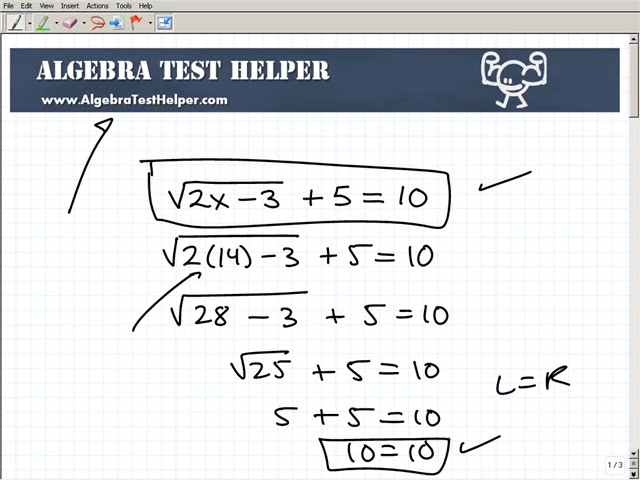 File Edit View Insert Actions Tools Help
ALGEBRA TEST HELPER
www.AlgebraTestHelper.com
√2x − 3 + 5 = 10
√2(14) − 3 + 5 = 10
√28 − 3 + 5 = 10
√25 + 5 = 10
L = R
5 + 5 = 10
10 = 10
1 / 3